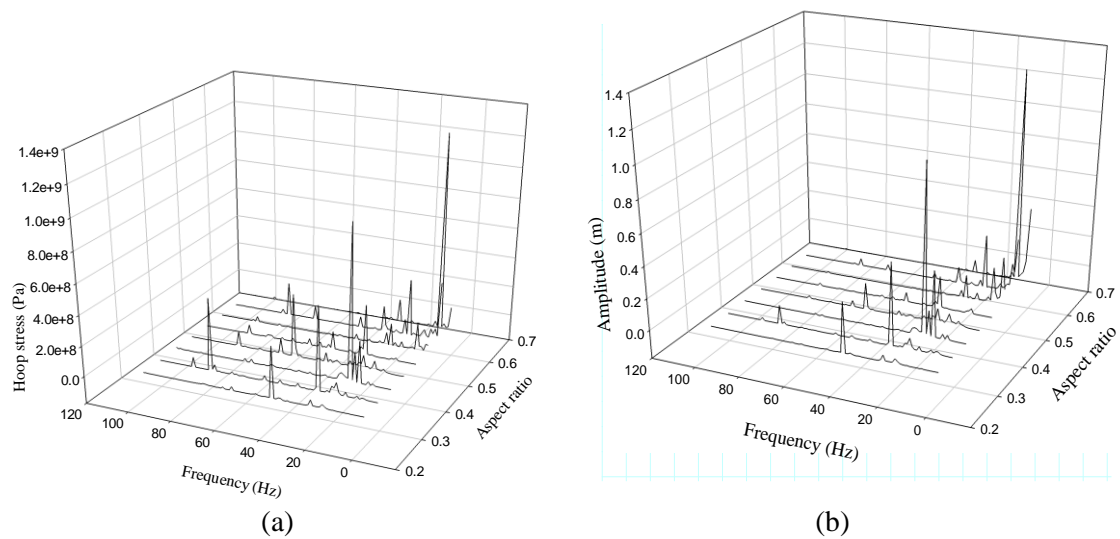 1.4e+9
1.2e+9
1.0e+9
8.0e+8
6.0e+8
4.0e+8
2.0e+8
0.0
Hoop stress (Pa)
120
100
80
60
40
20
0
Frequency (Hz)
0.2
0.3
0.4
0.5
0.6
0.7
Aspect ratio
(a)
1.4
1.2
1.0
0.8
0.6
0.4
0.2
0.0
Amplitude (m)
120
100
80
60
40
20
0
Frequency (Hz)
0.2
0.3
0.4
0.5
0.6
0.7
Aspect ratio
(b)